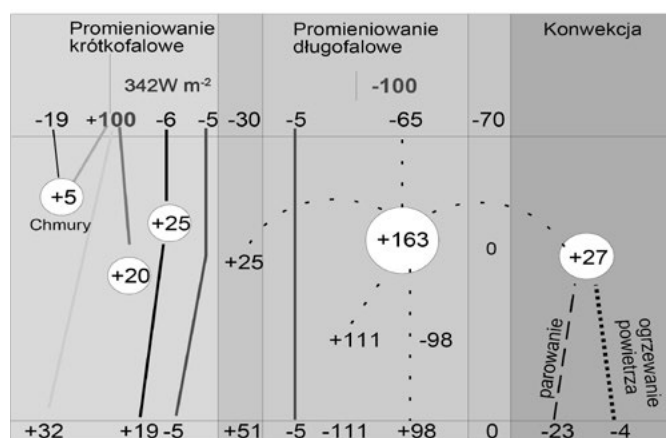 Promieniowanie
krótkofalowe
Promieniowanie
długofalowe
Konwekcja
342W m⁻²
-100
-19 +100 -6 -5 -30 -5 -65 -70
+5
Chmury
+25
+20
+25
+163
0
+27
+111 -98
parowanie
ogrzewanie
powietrza
+32 +19 -5 +51 -5 -111 +98 0 -23 -4